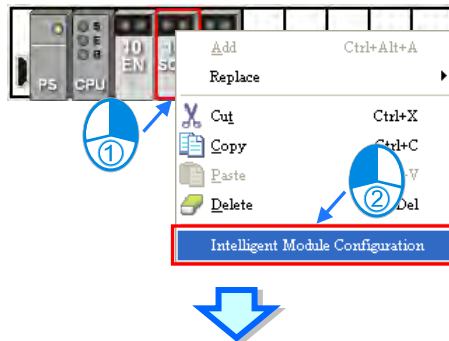 PS
CPU
10
EN
Add Ctrl+Alt+A
Replace
Cut Ctrl+X
Copy Ctrl+C
Paste
Delete Del
Intelligent Module Configuration
①
②